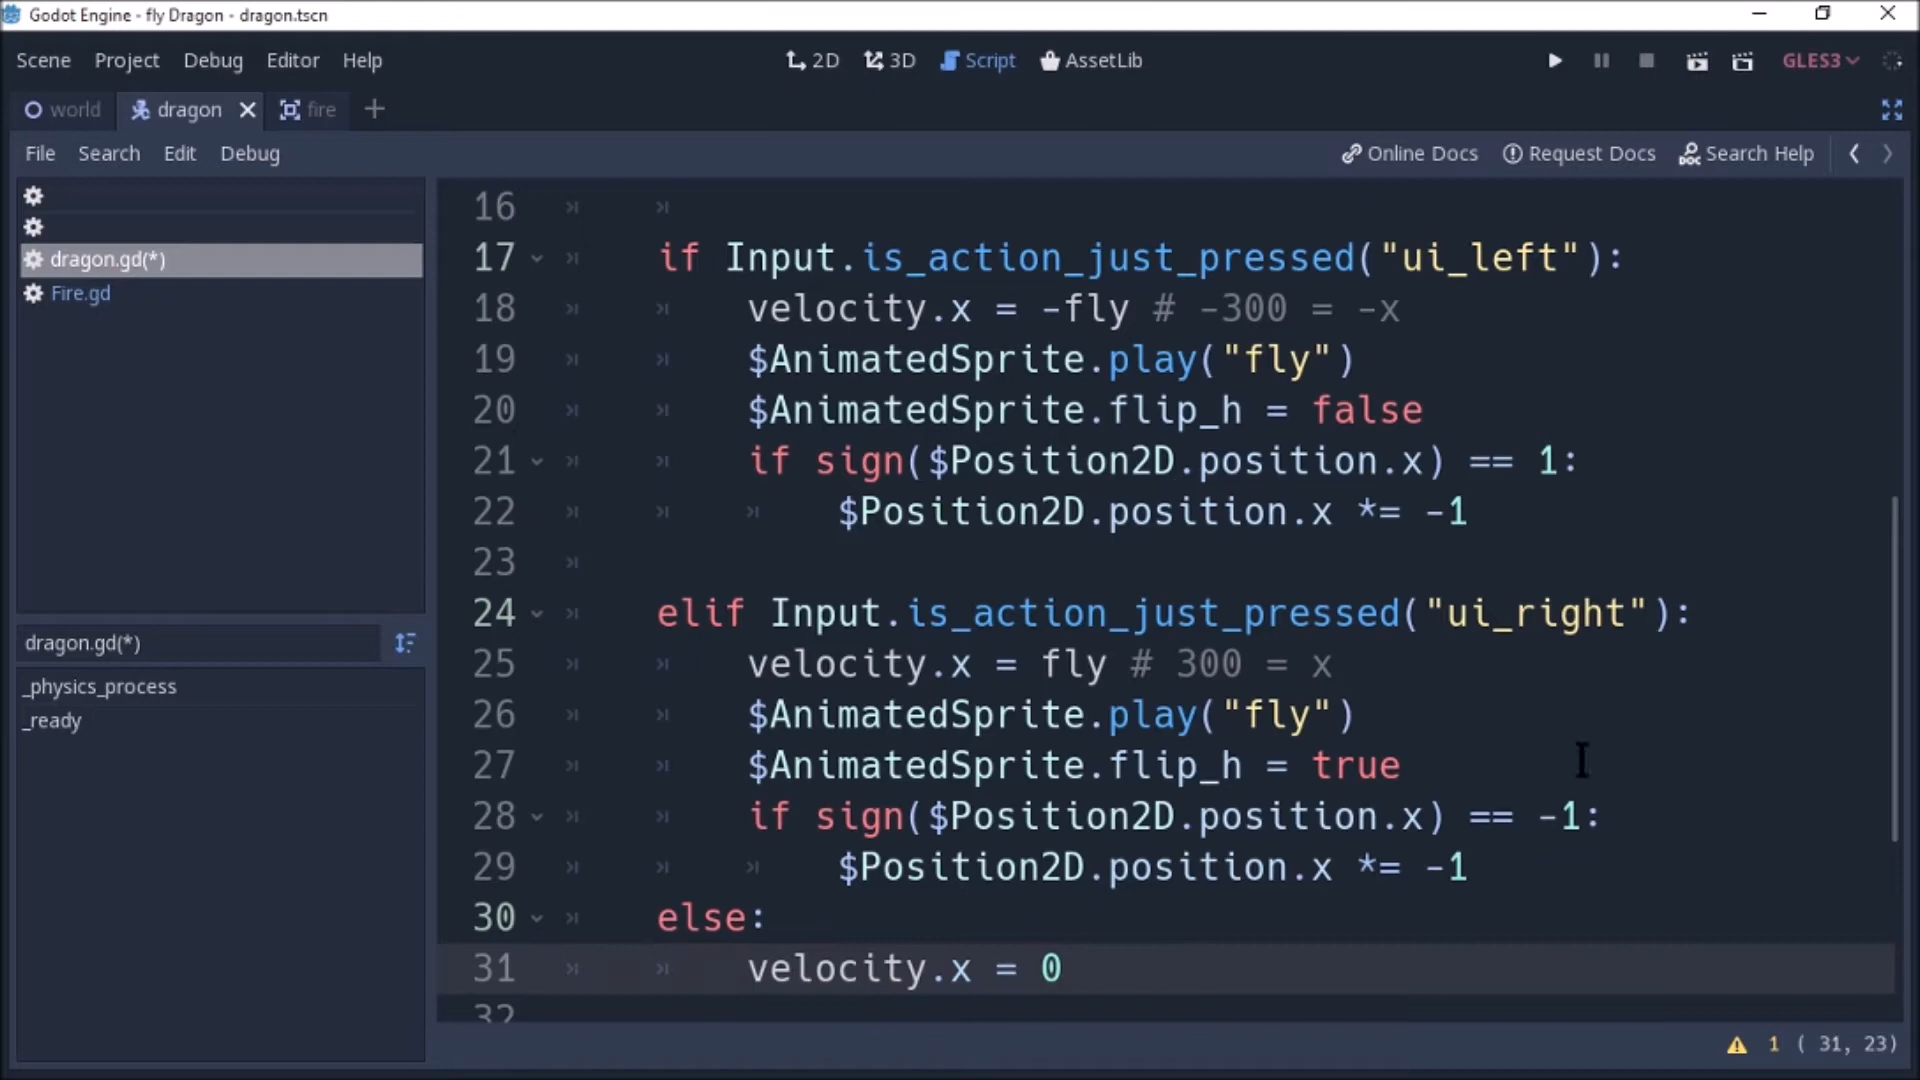 Godot Engine - fly Dragon - dragon.tscn
Scene Project Debug Editor Help
2D 3D Script AssetLib
GLES3
world dragon fire
File Search Edit Debug
Online Docs Request Docs Search Help
dragon.gd(*)
Fire.gd
dragon.gd(*)
_physics_process
_ready
16
17 if Input.is_action_just_pressed("ui_left"):
18 velocity.x = -fly # -300 = -x
19 $AnimatedSprite.play("fly")
20 $AnimatedSprite.flip_h = false
21 if sign($Position2D.position.x) == 1:
22 $Position2D.position.x *= -1
23
24 elif Input.is_action_just_pressed("ui_right"):
25 velocity.x = fly # 300 = x
26 $AnimatedSprite.play("fly")
27 $AnimatedSprite.flip_h = true
28 if sign($Position2D.position.x) == -1:
29 $Position2D.position.x *= -1
30 else:
31 velocity.x = 0
32
1 ( 31, 23)